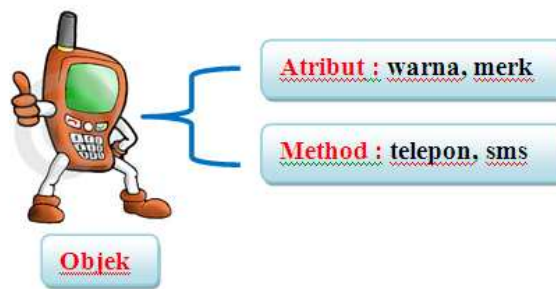 Atribut : warna, merk
Method : telepon, sms
Objek